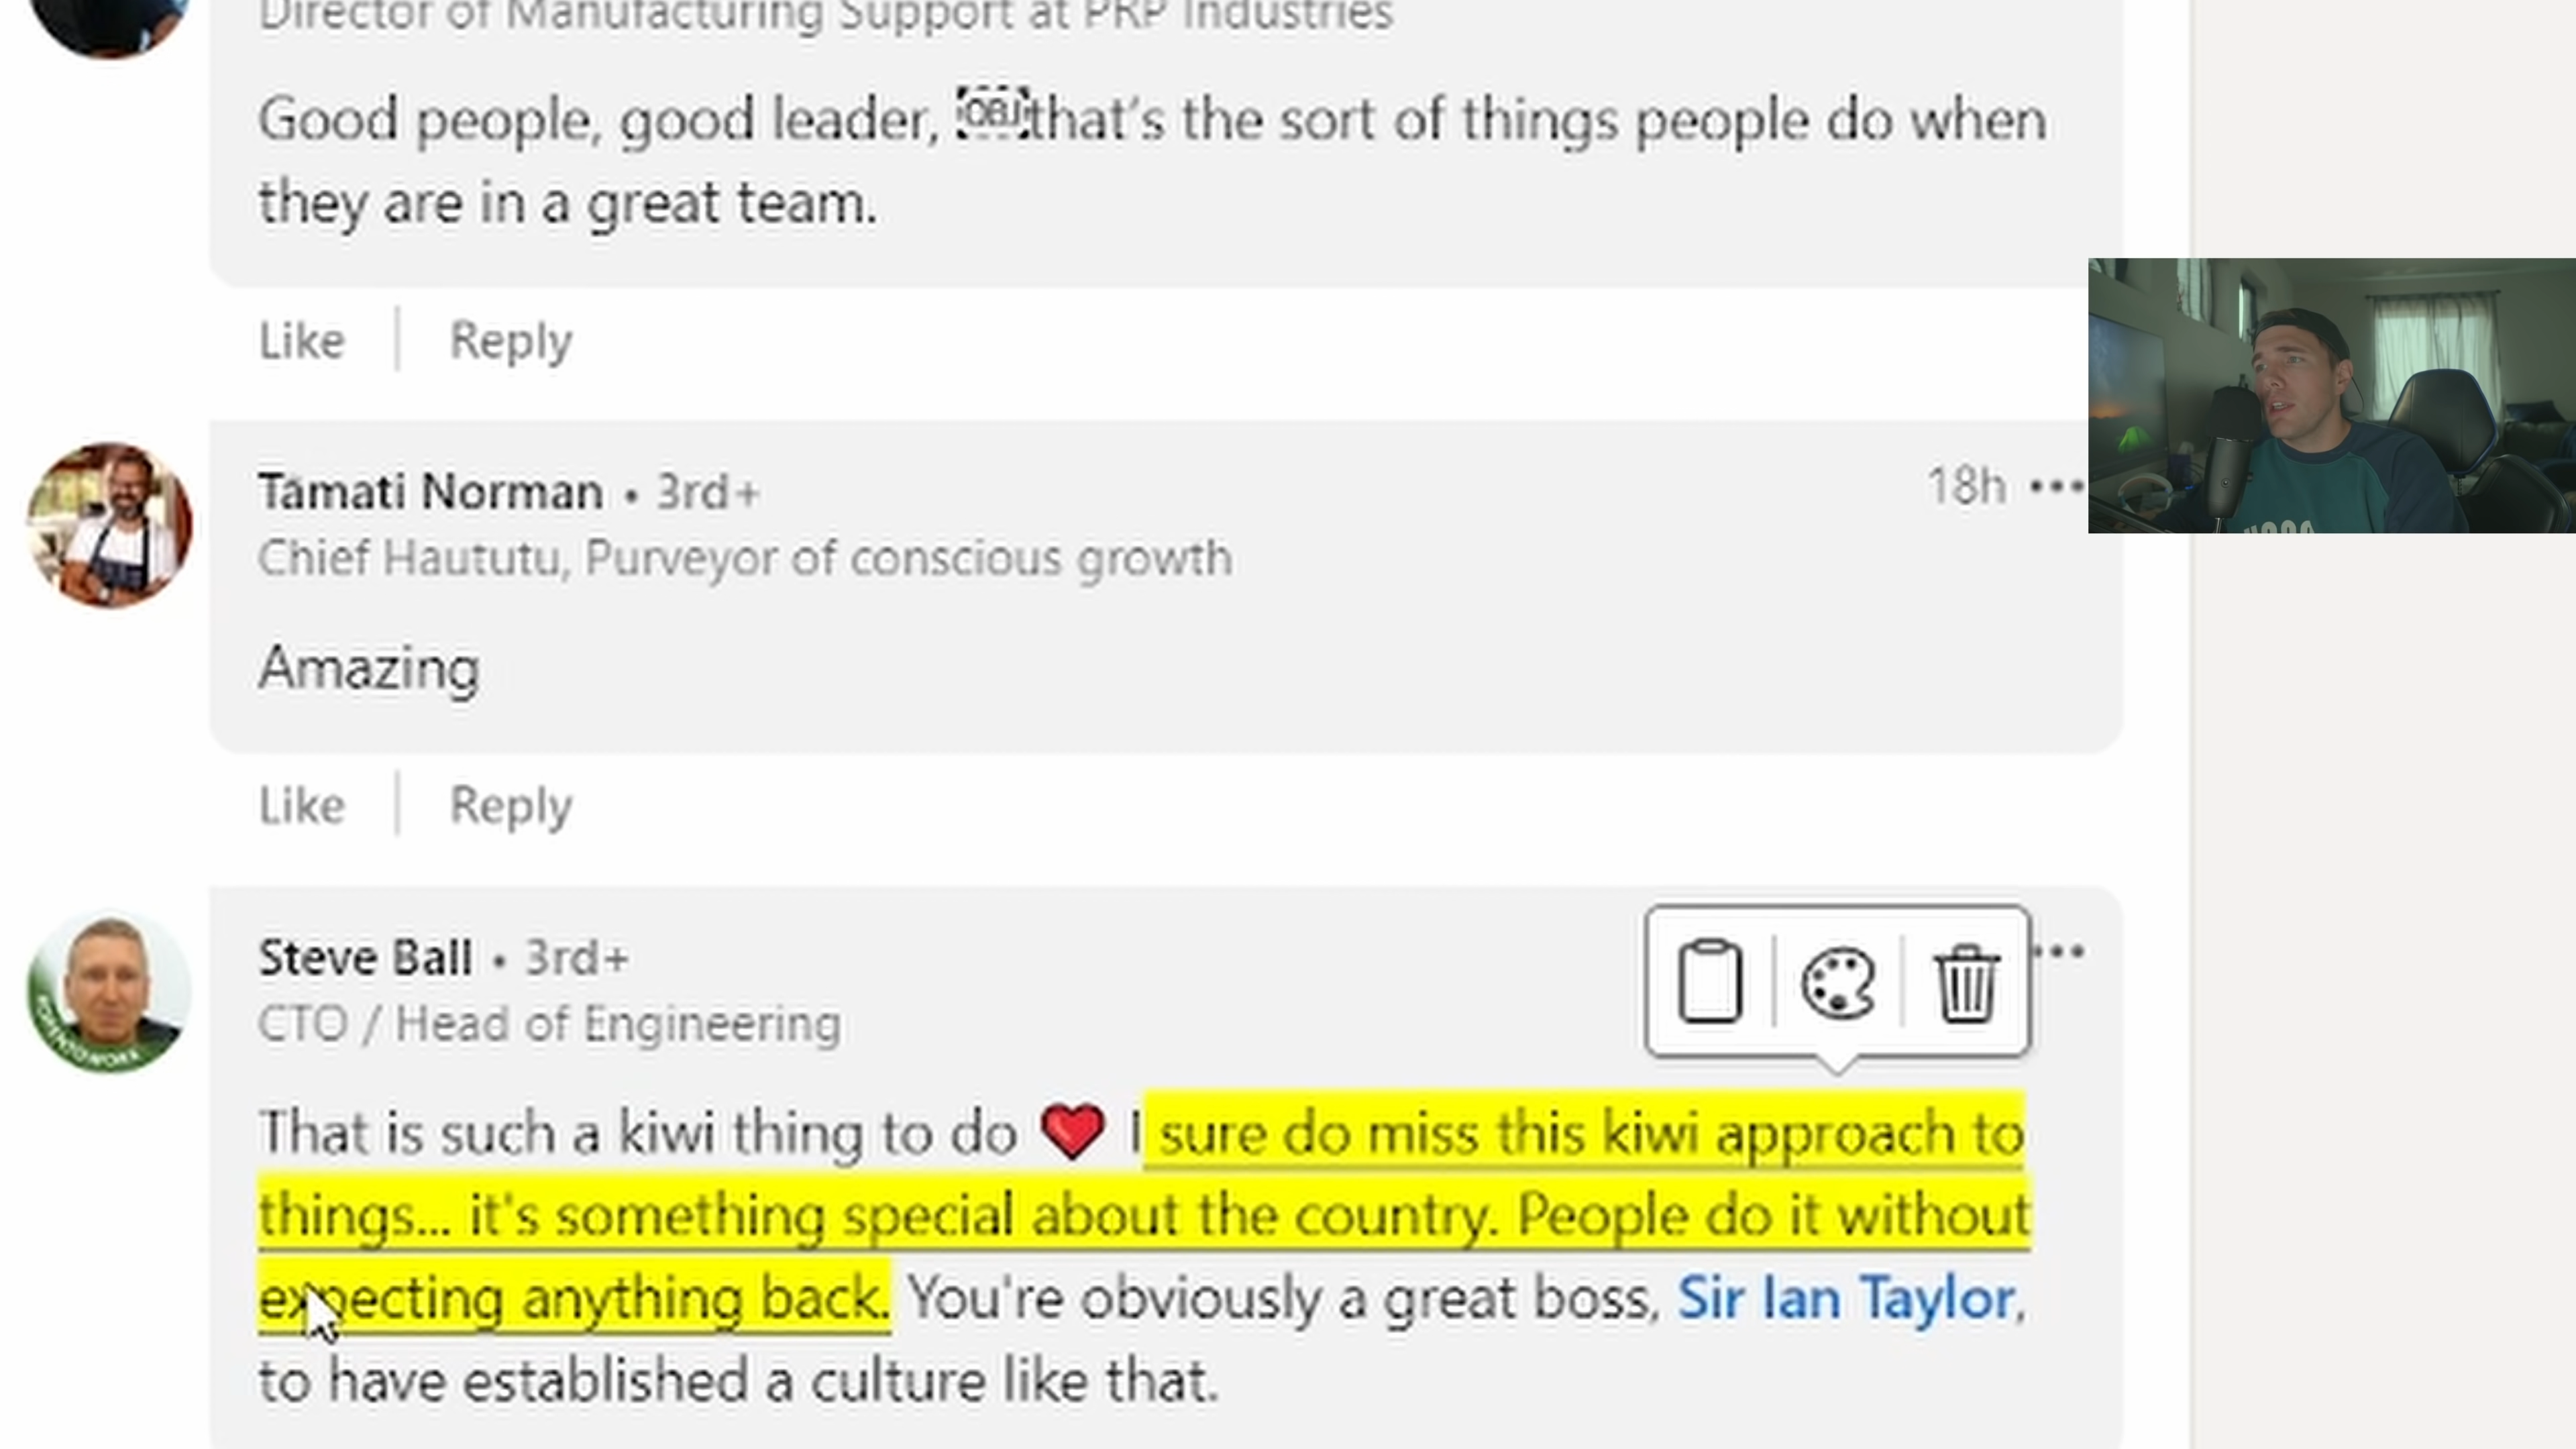 Director of Manufacturing Support at PRP Industries
Good people, good leader, OBJ that's the sort of things people do when
they are in a great team.
Like Reply
Tamati Norman • 3rd+
18h
Chief Haututu, Purveyor of conscious growth
Amazing
Like Reply
Steve Ball • 3rd+
CTO / Head of Engineering
#OPENTOWORK
That is such a kiwi thing to do ❤️ I sure do miss this kiwi approach to
things... it's something special about the country. People do it without
expecting anything back. You're obviously a great boss, Sir Ian Taylor,
to have established a culture like that.